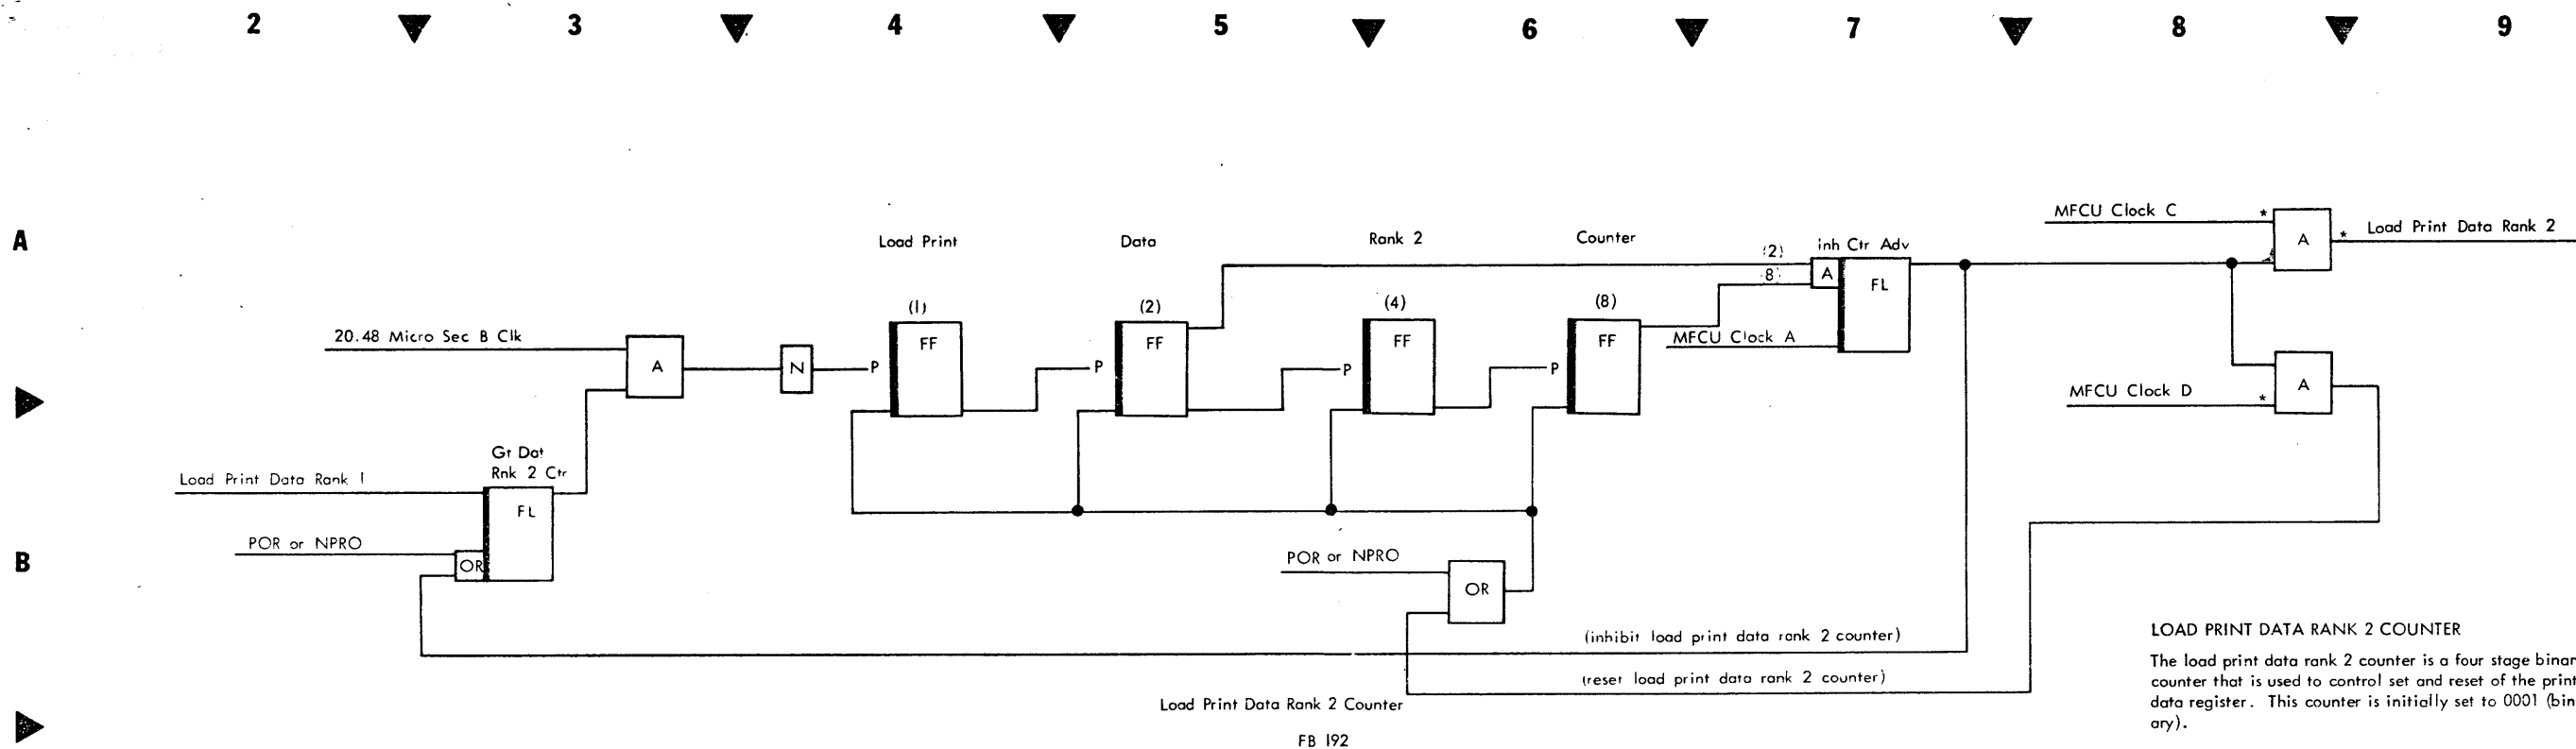 2 3 4 5 6 7 8 9
A
MFCU Clock C
*
A
*
Load Print Data Rank 2
Load Print
Data
Rank 2
Counter
(2)
(8)
A
inh Ctr Adv
FL
(1)
(2)
(4)
(8)
20.48 Micro Sec B Clk
A
N
P
FF
P
FF
P
FF
P
FF
MFCU Clock A
MFCU Clock D
*
A
Gt Dat
Rnk 2 Ctr
Load Print Data Rank 1
FL
B
POR or NPRO
OR
POR or NPRO
OR
(inhibit load print data rank 2 counter)
(reset load print data rank 2 counter)
Load Print Data Rank 2 Counter
FB 192
LOAD PRINT DATA RANK 2 COUNTER
The load print data rank 2 counter is a four stage binar
counter that is used to control set and reset of the print
data register. This counter is initially set to 0001 (bin
ary).